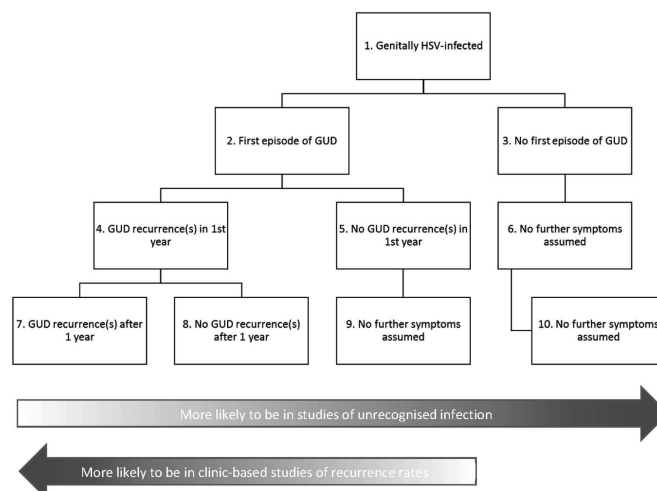 1. Genitally HSV-infected
2. First episode of GUD
3. No first episode of GUD
4. GUD recurrence(s) in 1st
year
5. No GUD recurrence(s) in
1st year
6. No further symptoms
assumed
7. GUD recurrence(s) after
1 year
8. No GUD recurrence(s)
after 1 year
9. No further symptoms
assumed
10. No further symptoms
assumed
More likely to be in studies of unrecognised infection
More likely to be in clinic-based studies of recurrence rates